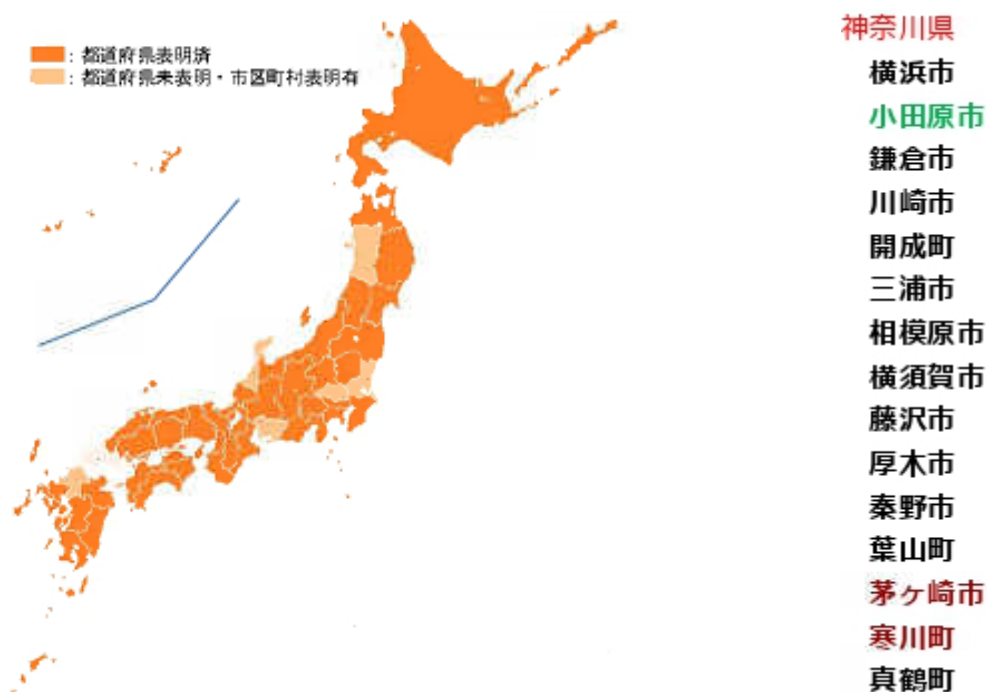 ：都道府県表明済
：都道府県未表明・市区町村表明有
神奈川県
横浜市
小田原市
鎌倉市
川崎市
開成町
三浦市
相模原市
横須賀市
藤沢市
厚木市
秦野市
葉山町
茅ヶ崎市
寒川町
真鶴町